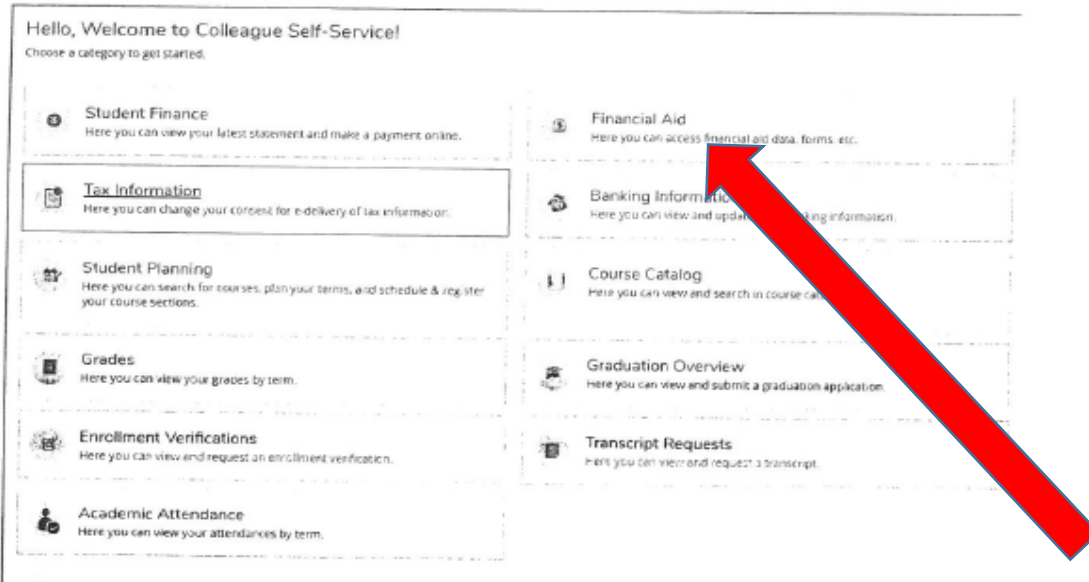 Hello, Welcome to Colleague Self-Service!
Choose a category to get started.
Student Finance
Here you can view your latest statement and make a payment online.
Financial Aid
Here you can access financial aid data, forms, etc.
Tax Information
Here you can change your consent for e-delivery of tax information.
Banking Information
Here you can view and update banking information.
Student Planning
Here you can search for courses, plan your terms, and schedule & register
your course sections.
Course Catalog
Here you can view and search in course
Grades
Here you can view your grades by term.
Graduation Overview
Here you can view and submit a graduation application.
Enrollment Verifications
Here you can view and request an enrollment verification.
Transcript Requests
Here you can view and request a transcript.
Academic Attendance
Here you can view your attendances by term.